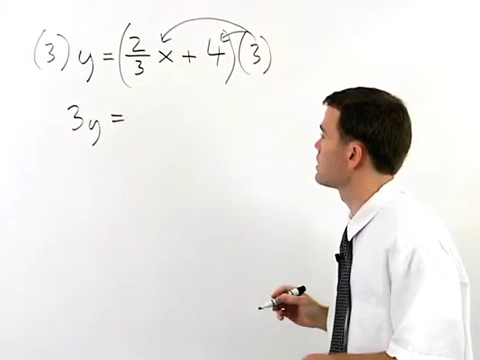 (3) y = (2/3 x + 4)(3)
3y =